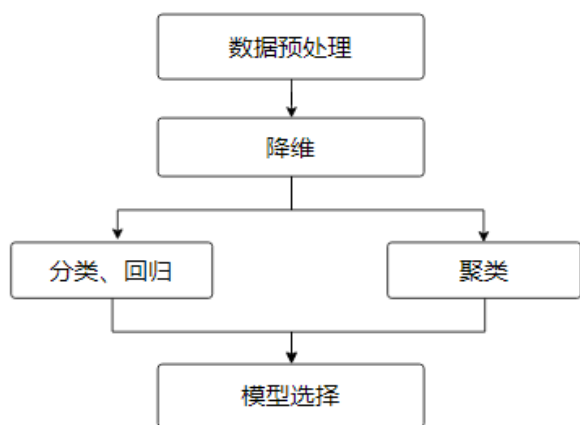 数据预处理
降维
分类、回归
聚类
模型选择